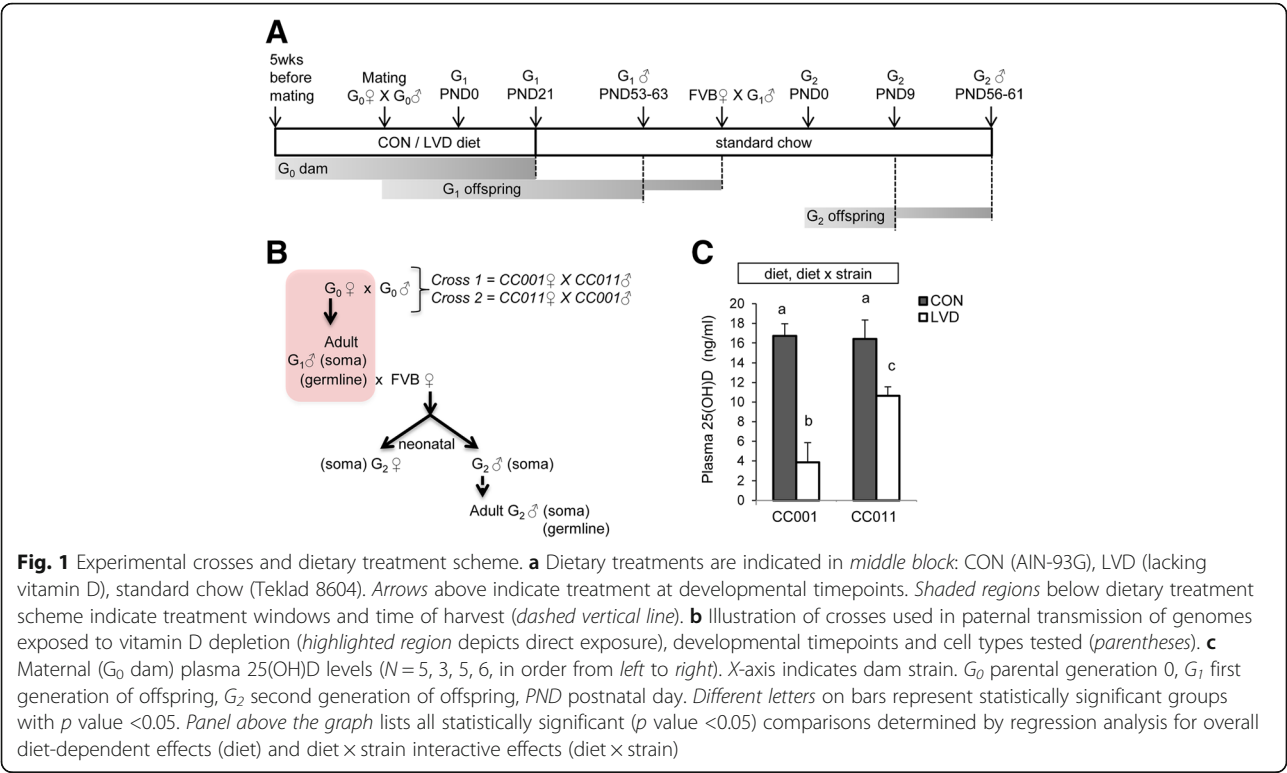 A
5wks
before
mating
Mating
G₀♀ X G₀♂
G₁
PND0
G₁
PND21
G₁ ♂
PND53-63
FVB♀ X G₁♂
G₂
PND0
G₂
PND9
G₂ ♂
PND56-61
CON / LVD diet
standard chow
G₀ dam
G₁ offspring
G₂ offspring
B
G₀ ♀ x G₀ ♂
Cross 1 = CC001♀ X CC011♂
Cross 2 = CC011♀ X CC001♂
Adult
G₁♂ (soma)
(germline) x FVB ♀
neonatal
(soma) G₂ ♀
G₂ ♂ (soma)
Adult G₂ ♂ (soma)
(germline)
C
diet, diet x strain
Plasma 25(OH)D (ng/ml)
20
18
16
14
12
10
8
6
4
2
0
a
b
a
c
CON
LVD
CC001
CC011
Fig. 1 Experimental crosses and dietary treatment scheme. a Dietary treatments are indicated in middle block: CON (AIN-93G), LVD (lacking
vitamin D), standard chow (Teklad 8604). Arrows above indicate treatment at developmental timepoints. Shaded regions below dietary treatment
scheme indicate treatment windows and time of harvest (dashed vertical line). b Illustration of crosses used in paternal transmission of genomes
exposed to vitamin D depletion (highlighted region depicts direct exposure), developmental timepoints and cell types tested (parentheses). c
Maternal (G₀ dam) plasma 25(OH)D levels (N = 5, 3, 5, 6, in order from left to right). X-axis indicates dam strain. G₀ parental generation 0, G₁ first
generation of offspring, G₂ second generation of offspring, PND postnatal day. Different letters on bars represent statistically significant groups
with p value <0.05. Panel above the graph lists all statistically significant (p value <0.05) comparisons determined by regression analysis for overall
diet-dependent effects (diet) and diet × strain interactive effects (diet × strain)